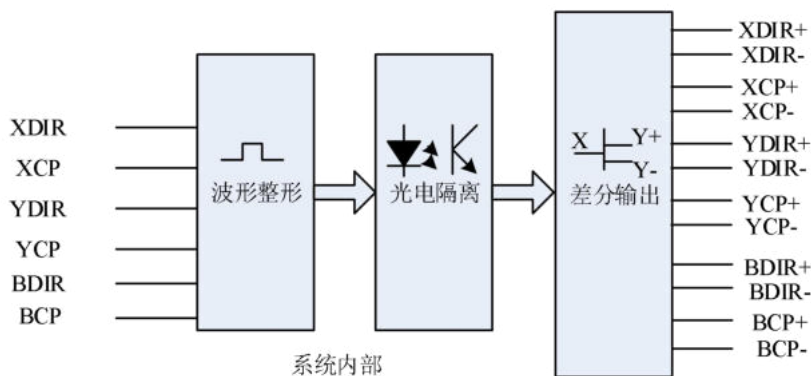 XDIR
XCP
YDIR
YCP
BDIR
BCP
波形整形
光电隔离
X
Y+
Y-
差分输出
XDIR+
XDIR-
XCP+
XCP-
YDIR+
YDIR-
YCP+
YCP-
BDIR+
BDIR-
BCP+
BCP-
系统内部